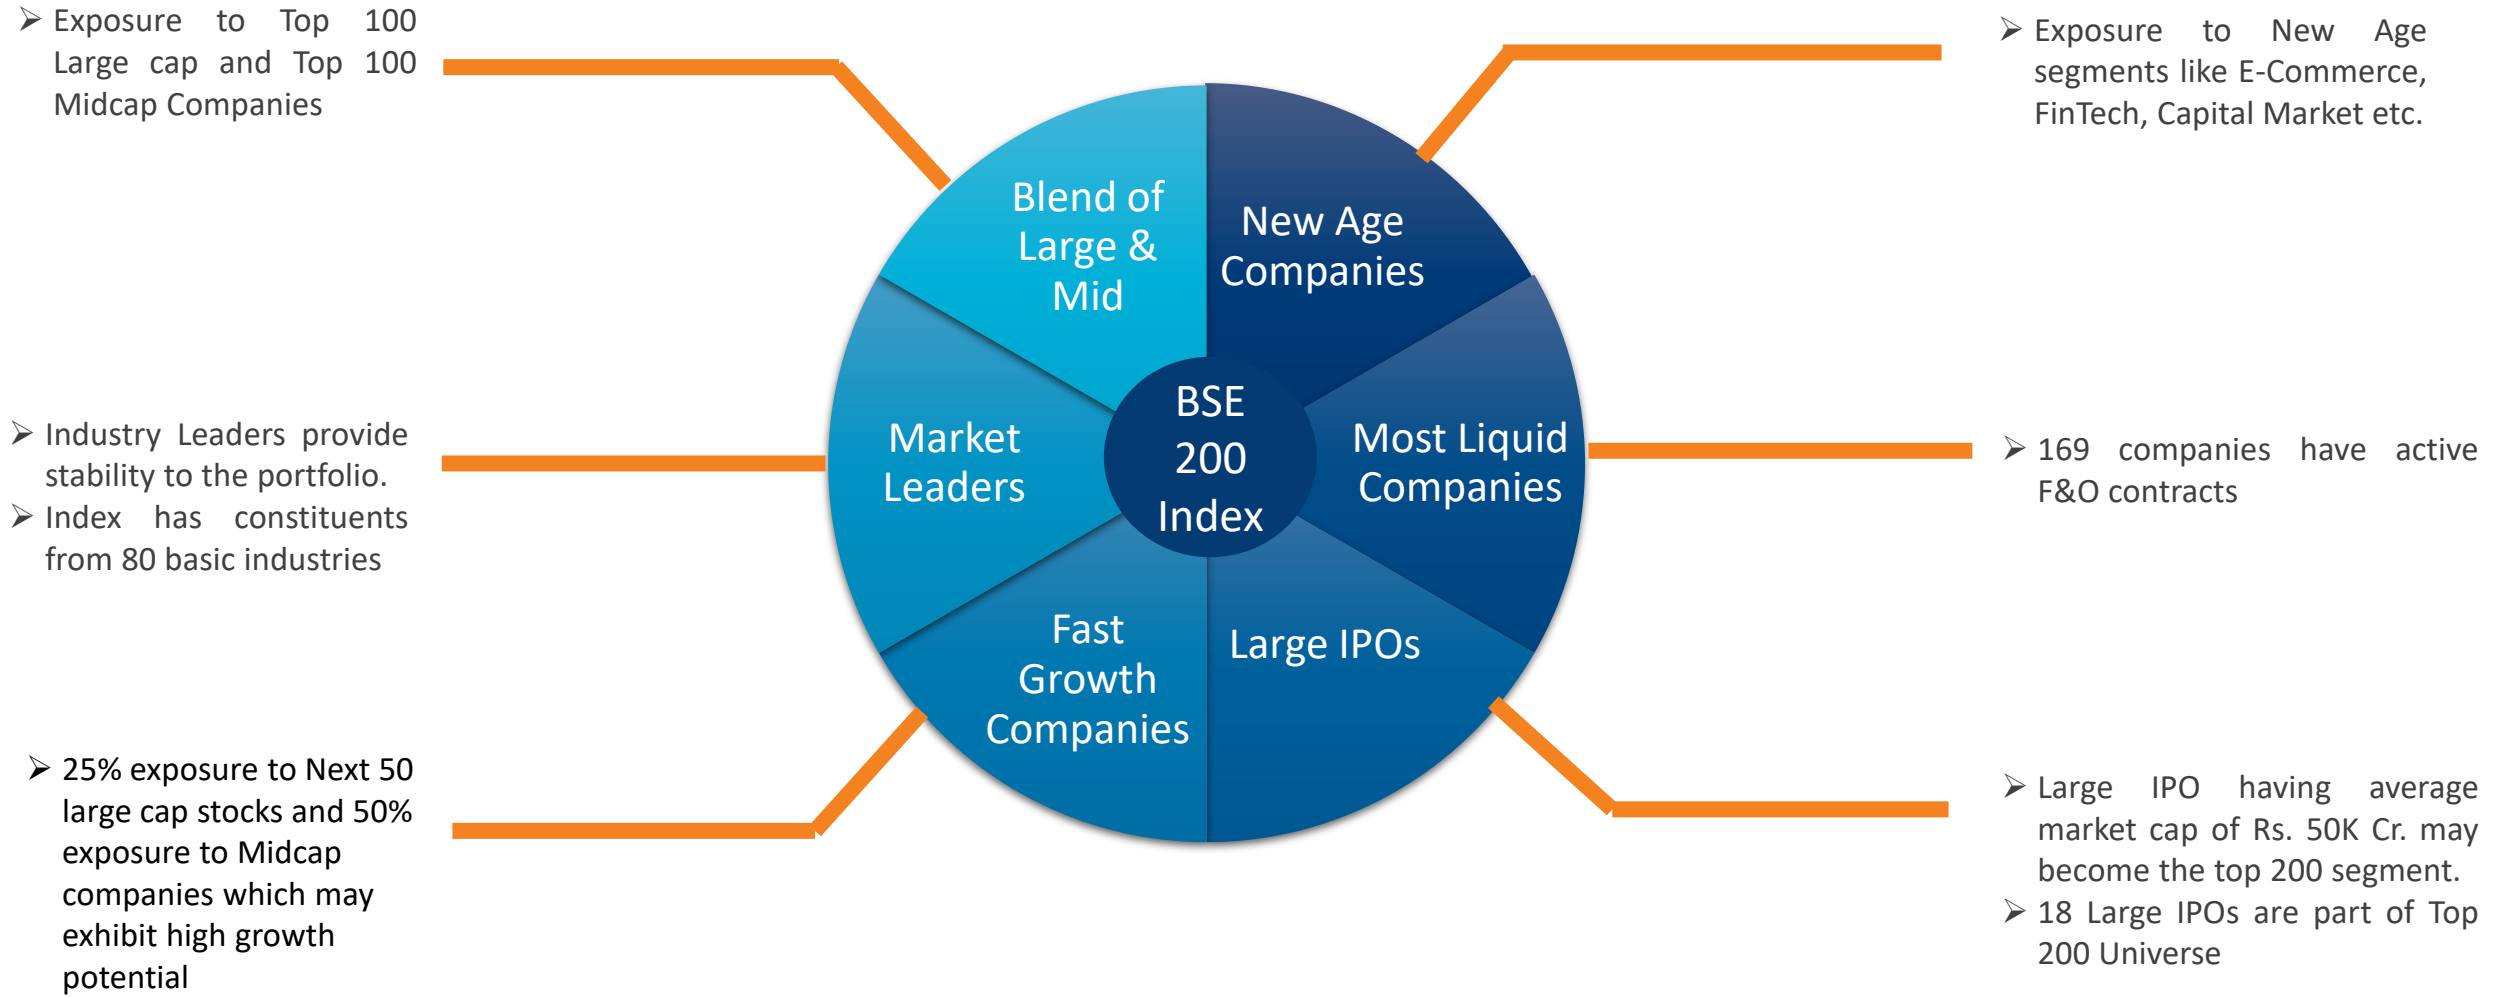 ➢ Exposure to Top 100
Large cap and Top 100
Midcap Companies
➢ Industry Leaders provide
stability to the portfolio.
➢ Index has constituents
from 80 basic industries
➢ 25% exposure to Next 50
large cap stocks and 50%
exposure to Midcap
companies which may
exhibit high growth
potential
Blend of
Large &
Mid
New Age
Companies
Market
Leaders
BSE
200
Index
Most Liquid
Companies
Fast
Growth
Companies
Large IPOs
➢ Exposure to New Age
segments like E-Commerce,
FinTech, Capital Market etc.
➢ 169 companies have active
F&O contracts
➢ Large IPO having average
market cap of Rs. 50K Cr. may
become the top 200 segment.
➢ 18 Large IPOs are part of Top
200 Universe